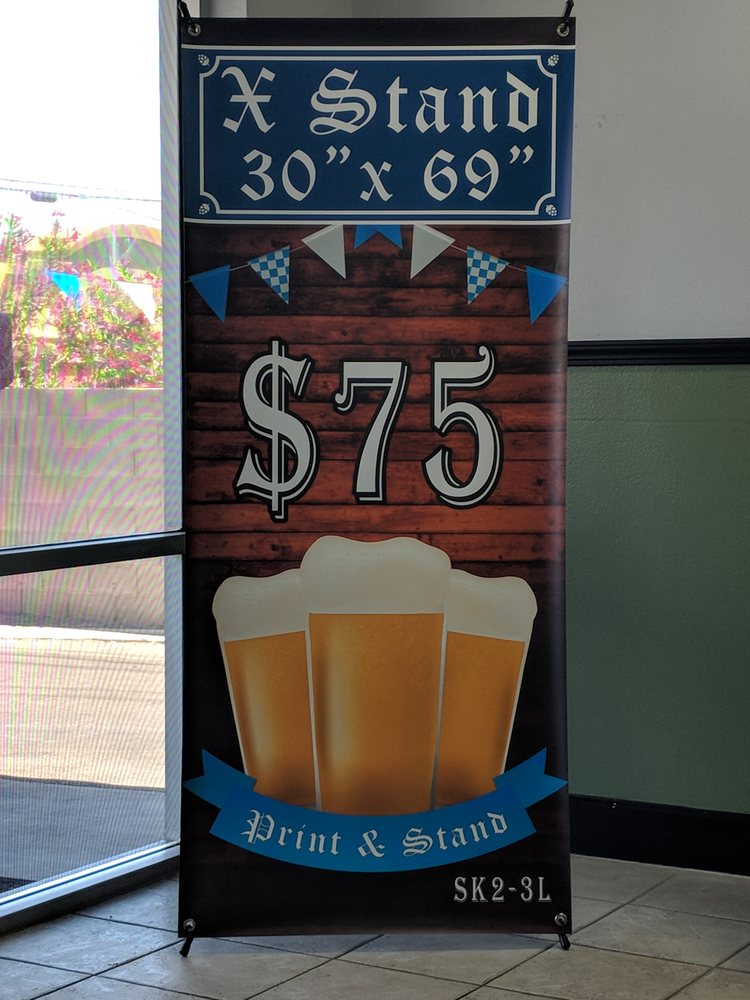 X Stand
30”x 69”
$75
Print & Stand
SK2-3L